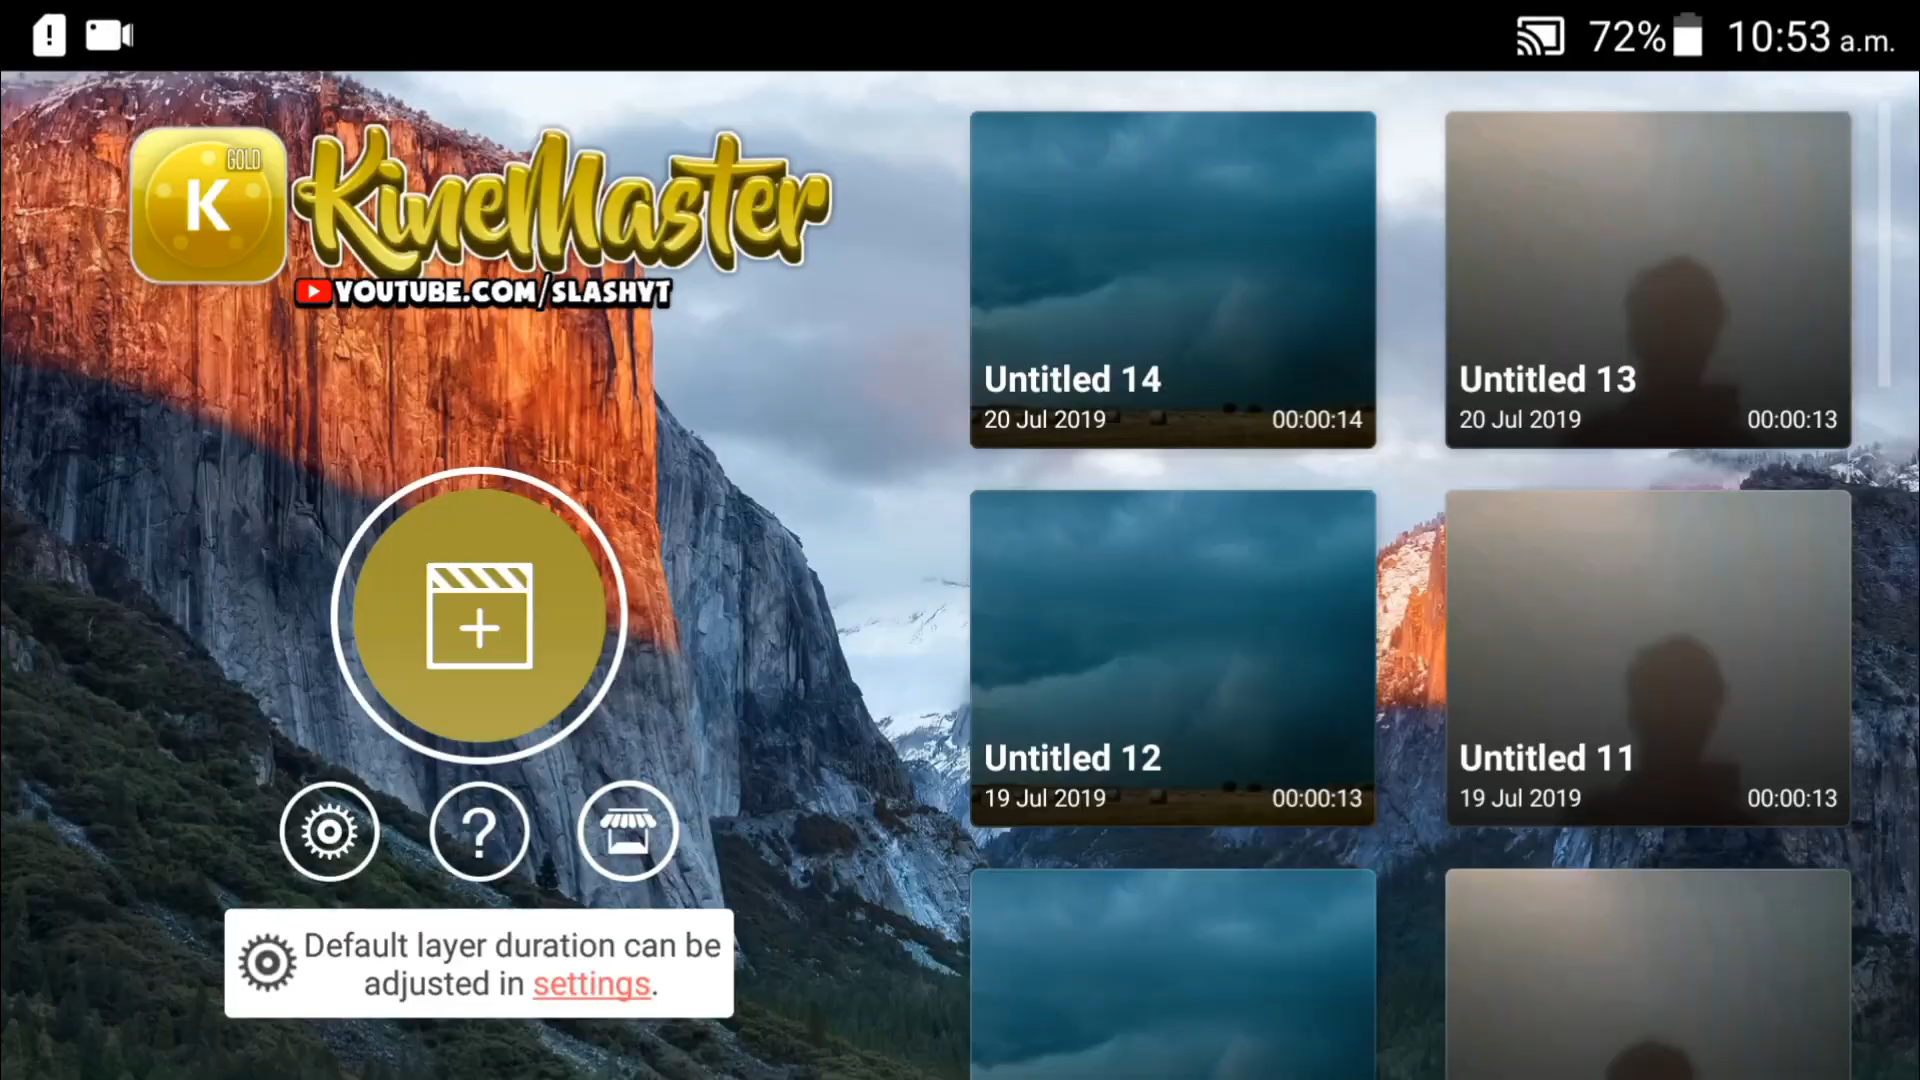 72% 10:53 a.m.
GOLD
K
KineMaster
YOUTUBE.COM/SLASHYT
Untitled 14
20 Jul 2019 00:00:14
Untitled 13
20 Jul 2019 00:00:13
Untitled 12
19 Jul 2019 00:00:13
Untitled 11
19 Jul 2019 00:00:13
?
Default layer duration can be
adjusted in settings.